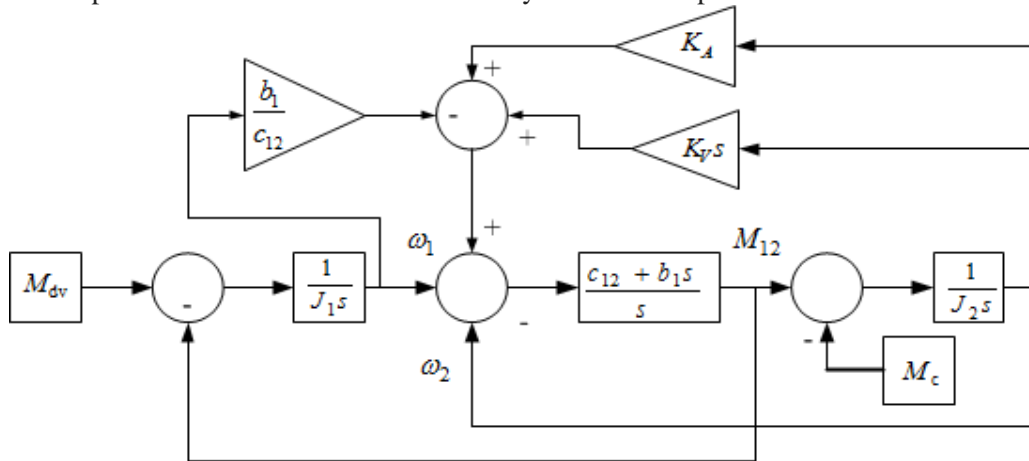 K_A
+
b_1
c_12
-
+
K_V s
+
ω_1
M_12
M_dv
-
1
J_1 s
c_12 + b_1 s
s
1
J_2 s
-
-
ω_2
M_c